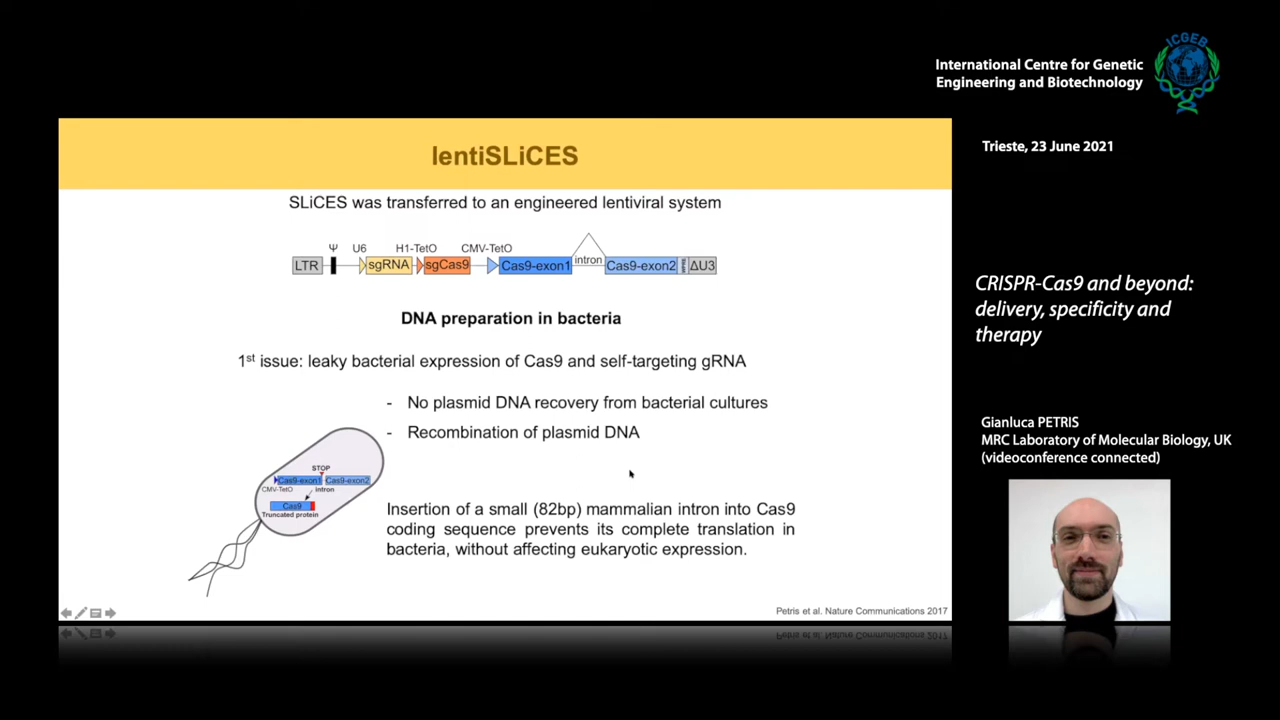 ICGEB
International Centre for Genetic
Engineering and Biotechnology
Trieste, 23 June 2021
lentiSLiCES
SLiCES was transferred to an engineered lentiviral system
Ψ U6 H1-TetO CMV-TetO
LTR sgRNA sgCas9 Cas9-exon1 intron Cas9-exon2 ΔU3
DNA preparation in bacteria
1st issue: leaky bacterial expression of Cas9 and self-targeting gRNA
- No plasmid DNA recovery from bacterial cultures
- Recombination of plasmid DNA
STOP
Cas9-exon1 Cas9-exon2
CMV-TetO intron
Cas9
Truncated protein
Insertion of a small (82bp) mammalian intron into Cas9
coding sequence prevents its complete translation in
bacteria, without affecting eukaryotic expression.
Petris et al. Nature Communications 2017
CRISPR-Cas9 and beyond:
delivery, specificity and
therapy
Gianluca PETRIS
MRC Laboratory of Molecular Biology, UK
(videoconference connected)